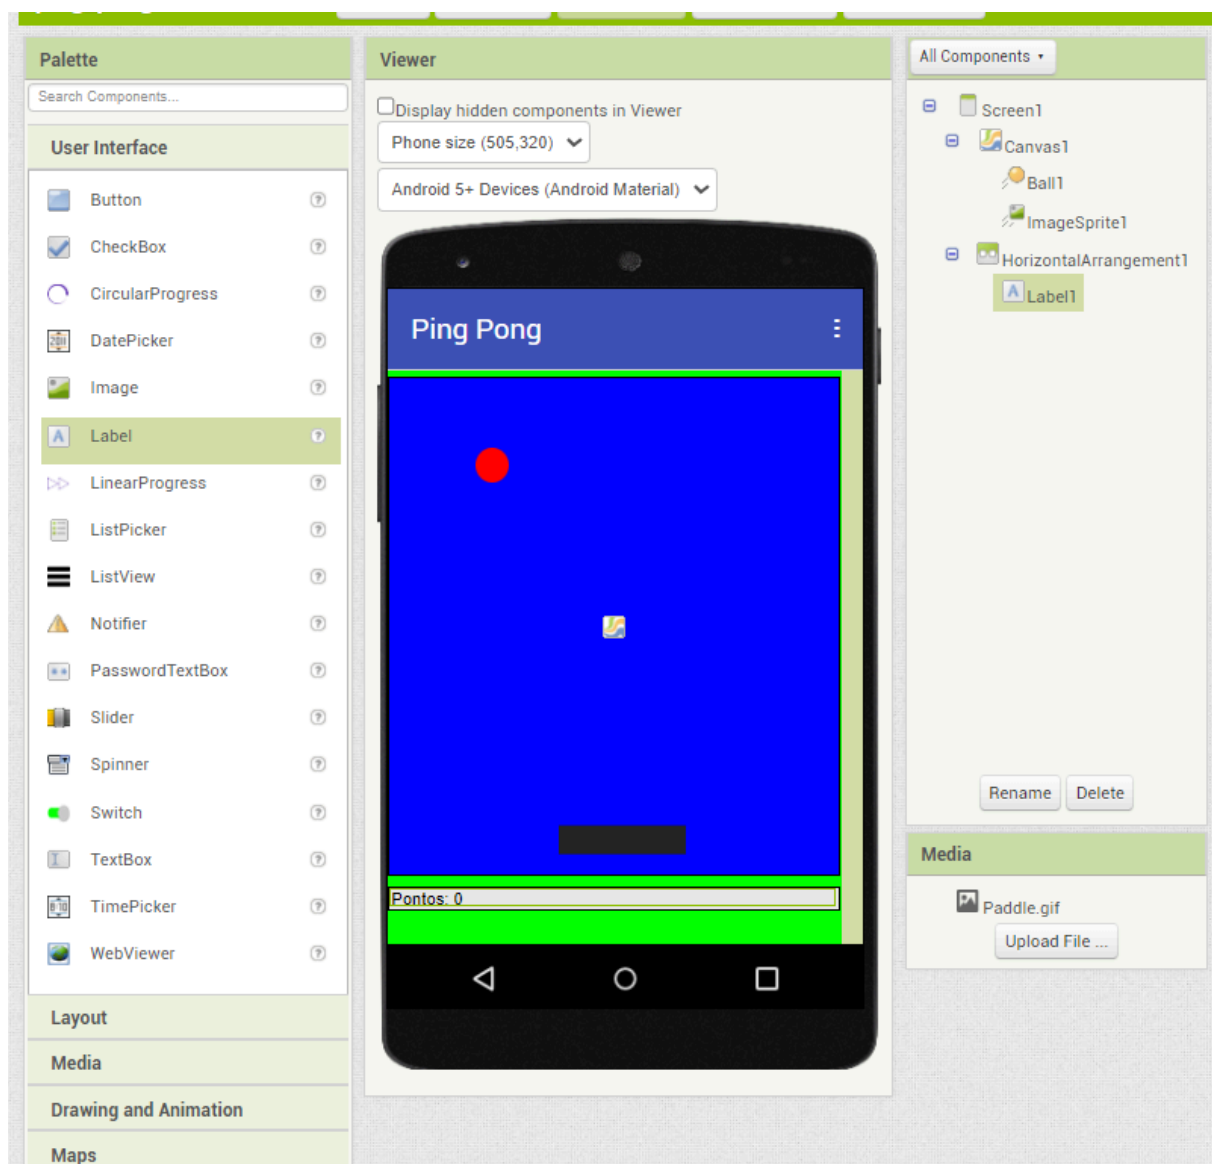 Palette
Search Components...
User Interface
Button
CheckBox
CircularProgress
DatePicker
Image
Label
LinearProgress
ListPicker
ListView
Notifier
PasswordTextBox
Slider
Spinner
Switch
TextBox
TimePicker
WebViewer
Layout
Media
Drawing and Animation
Maps
Viewer
Display hidden components in Viewer
Phone size (505,320)
Android 5+ Devices (Android Material)
Ping Pong
Pontos: 0
All Components
Screen1
Canvas1
Ball1
ImageSprite1
HorizontalArrangement1
Label1
Rename Delete
Media
Paddle.gif
Upload File ...